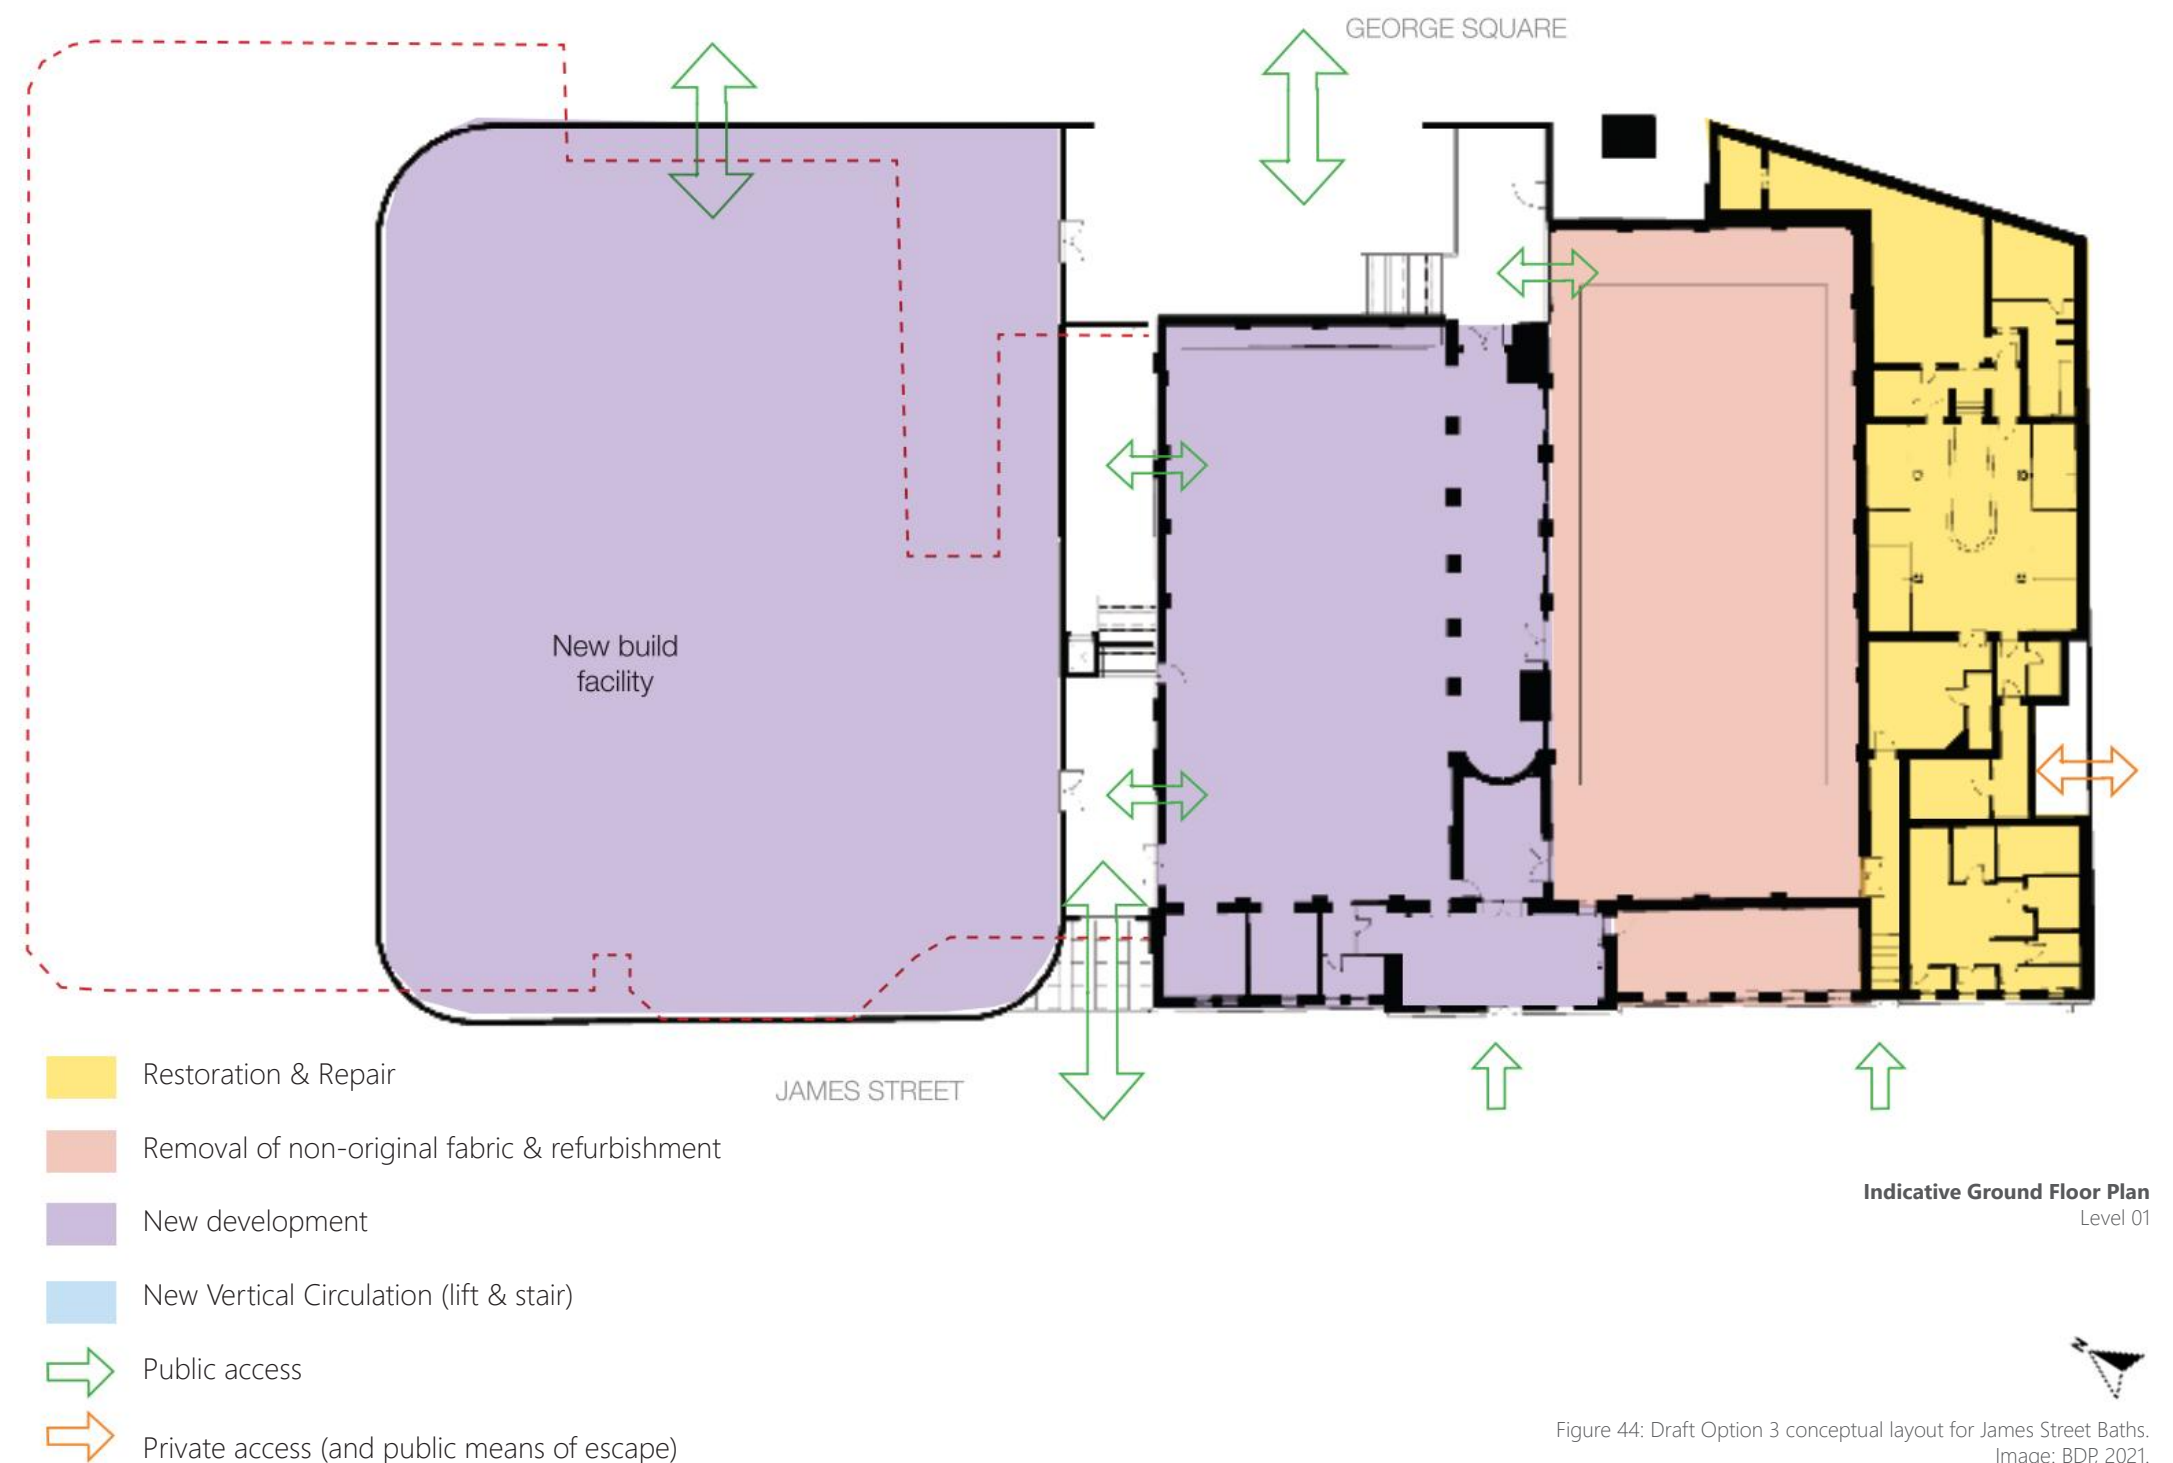 GEORGE SQUARE
New build
facility
JAMES STREET
Restoration & Repair
Removal of non-original fabric & refurbishment
New development
New Vertical Circulation (lift & stair)
Public access
Private access (and public means of escape)
Indicative Ground Floor Plan
Level 01
N
Figure 44: Draft Option 3 conceptual layout for James Street Baths.
Image: BDP, 2021.